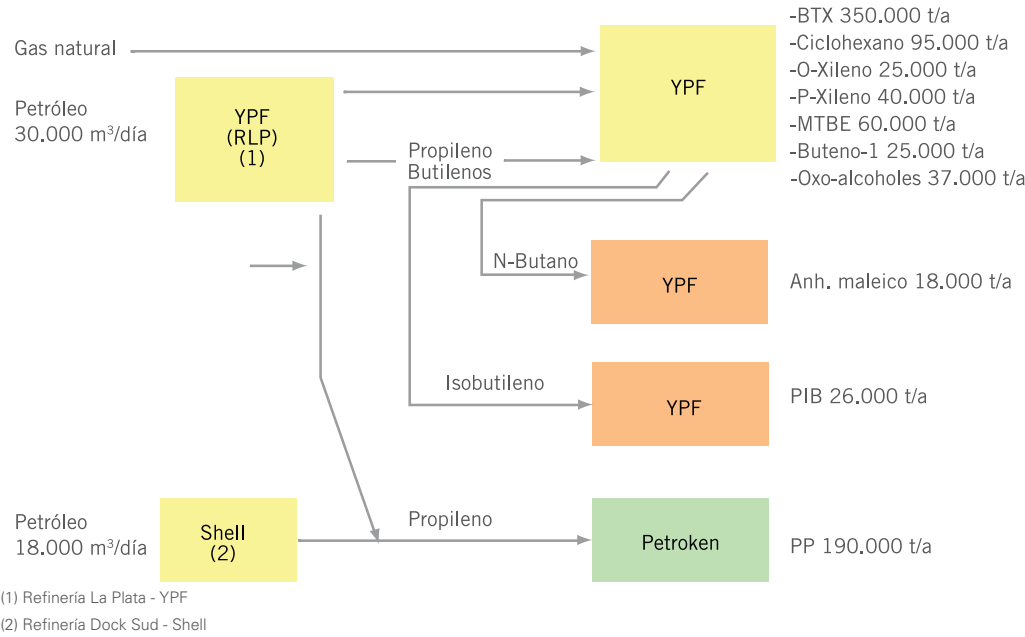 Gas natural
Petróleo
30.000 m³/día
YPF
(RLP)
(1)
Propileno
Butilenos
YPF
-BTX 350.000 t/a
-Ciclohexano 95.000 t/a
-O-Xileno 25.000 t/a
-P-Xileno 40.000 t/a
-MTBE 60.000 t/a
-Buteno-1 25.000 t/a
-Oxo-alcoholes 37.000 t/a
N-Butano
YPF
Anh. maleico 18.000 t/a
Isobutileno
YPF
PIB 26.000 t/a
Petróleo
18.000 m³/día
Shell
(2)
Propileno
Petroken
PP 190.000 t/a
(1) Refinería La Plata - YPF
(2) Refinería Dock Sud - Shell